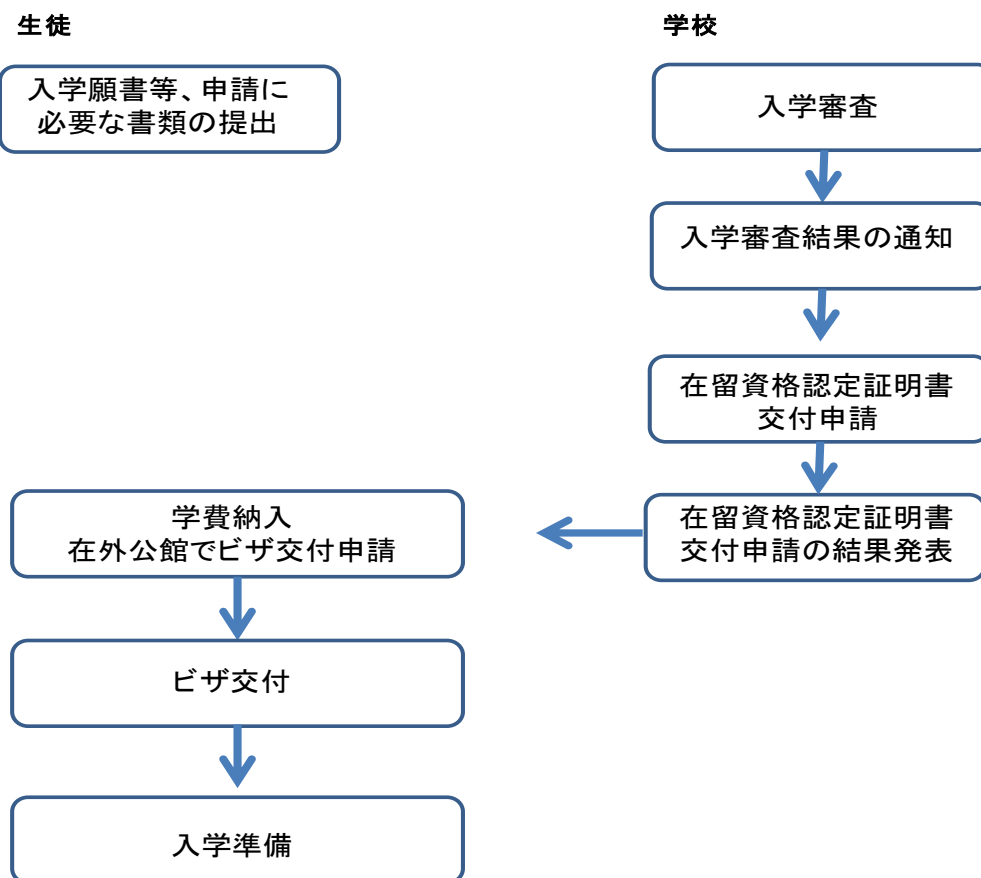 生徒
学校
入学願書等、申請に
必要な書類の提出
入学審査
入学審査結果の通知
在留資格認定証明書
交付申請
在留資格認定証明書
交付申請の結果発表
学費納入
在外公館でビザ交付申請
ビザ交付
入学準備